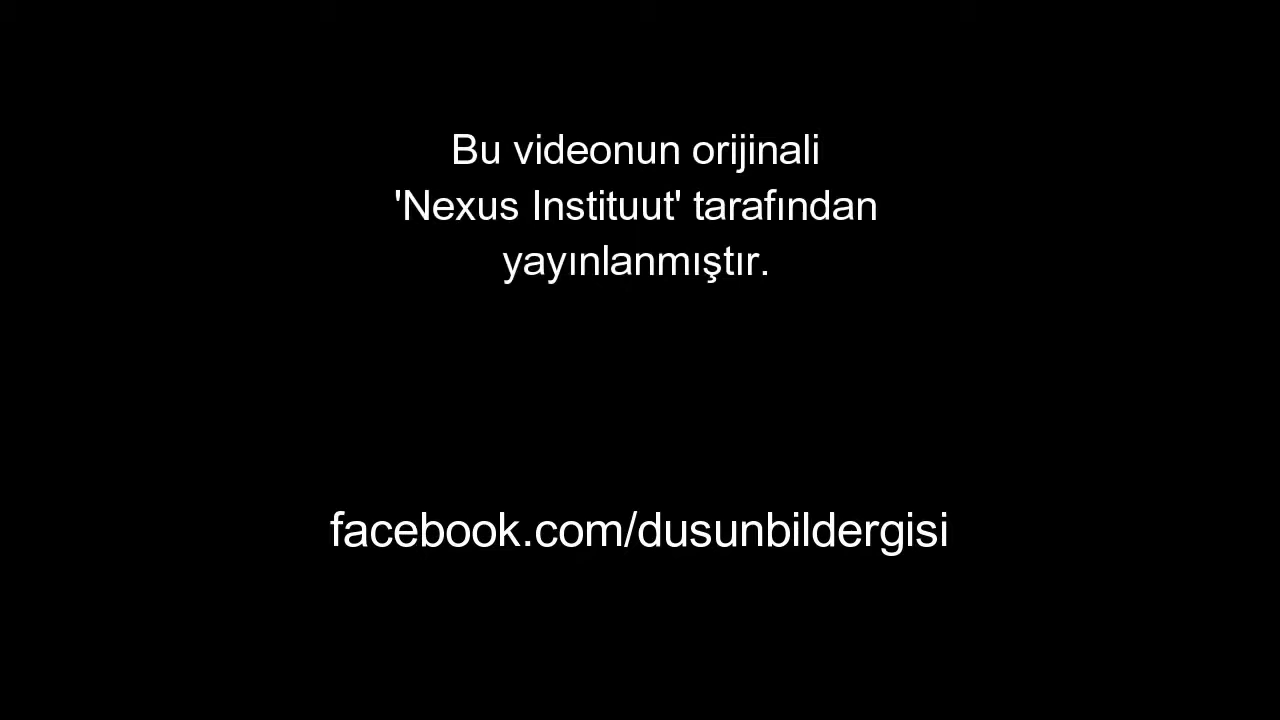 Bu videonun orijinali
'Nexus Instituut' tarafından
yayınlanmıştır.
facebook.com/dusunbildergisi